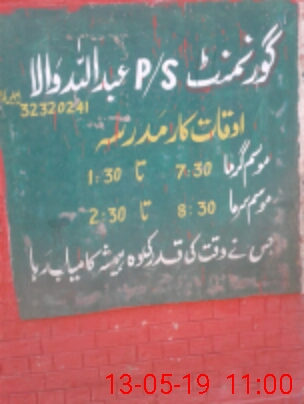 گورنمنٹ P/S عبداللہ والا
32320241
اوقات کار مدرسہ
موسم گرما 7:30 تا 1:30
موسم سرما 8:30 تا 2:30
جس نے وقت کی قدر کی وہ ہمیشہ کامیاب رہا
13-05-19 11:00